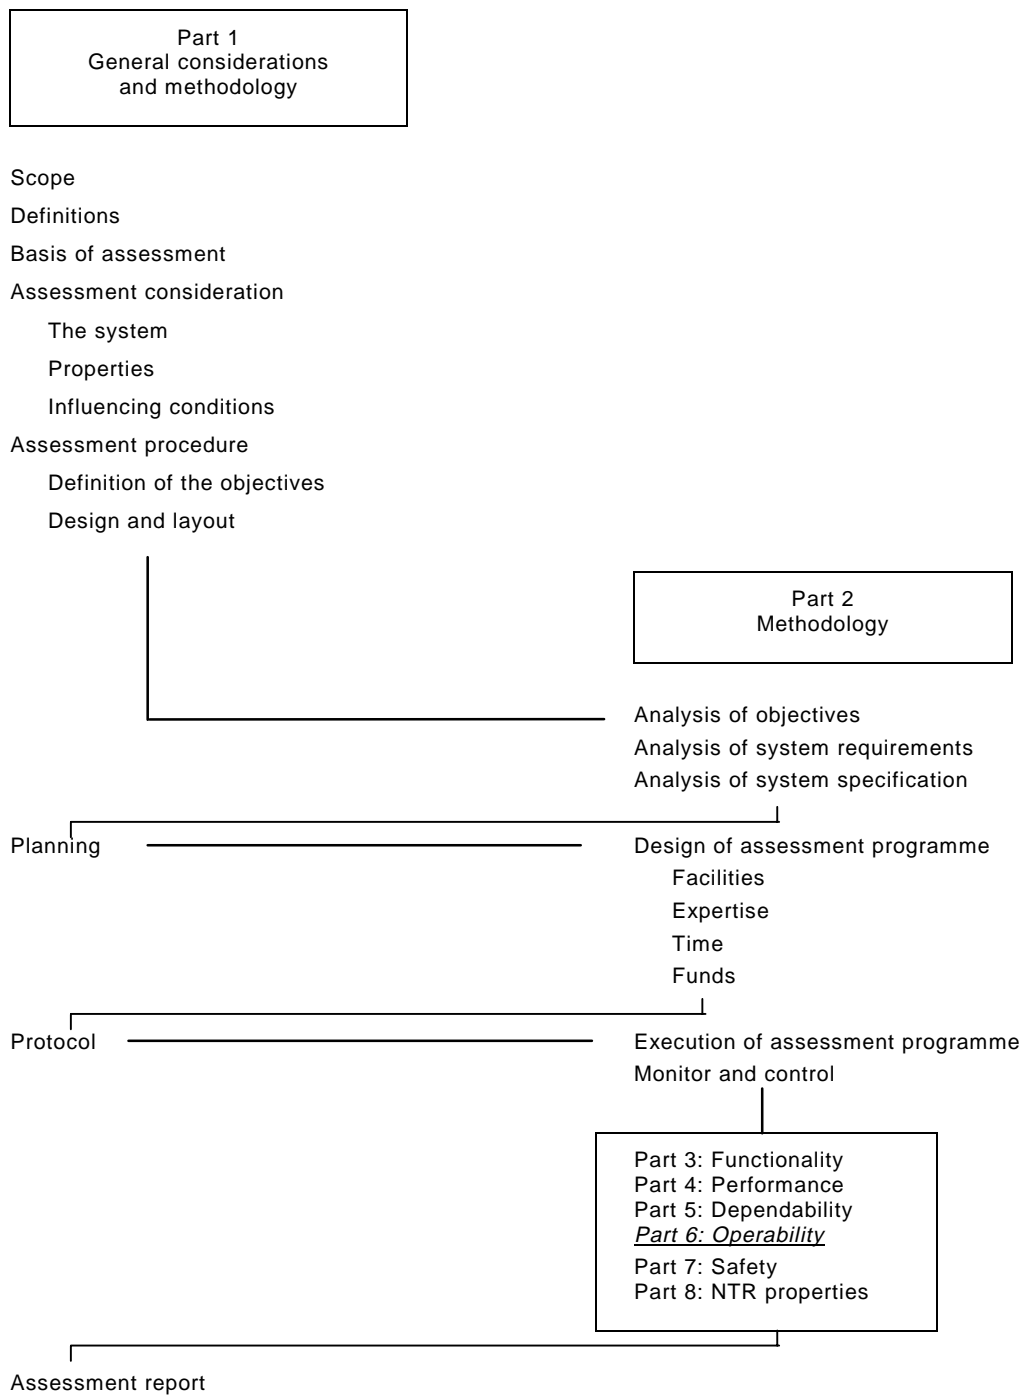 Part 1
General considerations
and methodology
Scope
Definitions
Basis of assessment
Assessment consideration
The system
Properties
Influencing conditions
Assessment procedure
Definition of the objectives
Design and layout
Part 2
Methodology
Analysis of objectives
Analysis of system requirements
Analysis of system specification
Planning
Design of assessment programme
Facilities
Expertise
Time
Funds
Protocol
Execution of assessment programme
Monitor and control
Part 3: Functionality
Part 4: Performance
Part 5: Dependability
Part 6: Operability
Part 7: Safety
Part 8: NTR properties
Assessment report